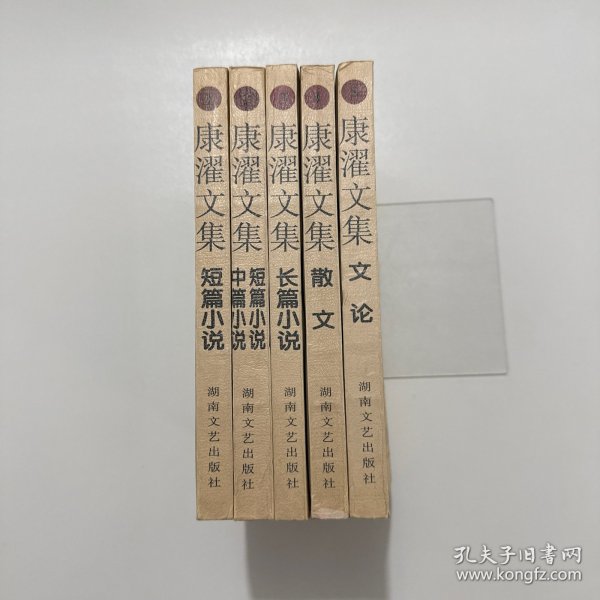 康濯文集
短篇小说
湖南文艺出版社
康濯文集
短篇小说
中篇小说
湖南文艺出版社
康濯文集
长篇小说
湖南文艺出版社
康濯文集
散文
湖南文艺出版社
康濯文集
文论
湖南文艺出版社
孔夫子旧书网
www.kongfz.com